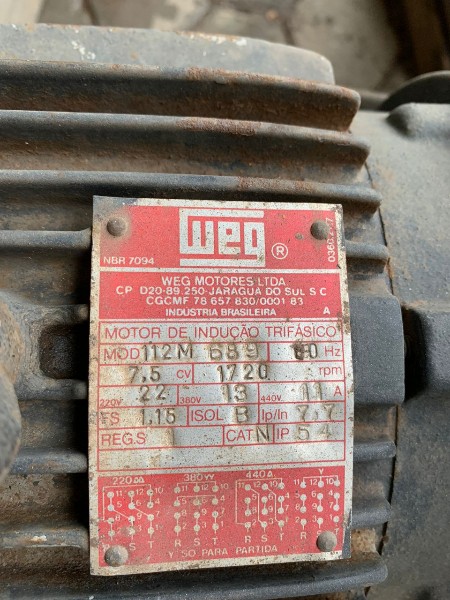 weg
®
NBR 7094
WEG MOTORES LTDA.
CP D20-89.250-JARAGUA DO SUL S C
CGCMF 78 657 830/0001 83
INDUSTRIA BRASILEIRA A
MOTOR DE INDUÇÃO TRIFÁSICO
MOD 112M 689 60 Hz
7,5 cv 1720 rpm
220V 22 380V 13 440V 11 A
FS 1.15 ISOL B Ip/In 7,7
REG.S 1 CAT N IP 54
220 380 440 Y
R S T R S T R S T R
Y SO PARA PARTIDA